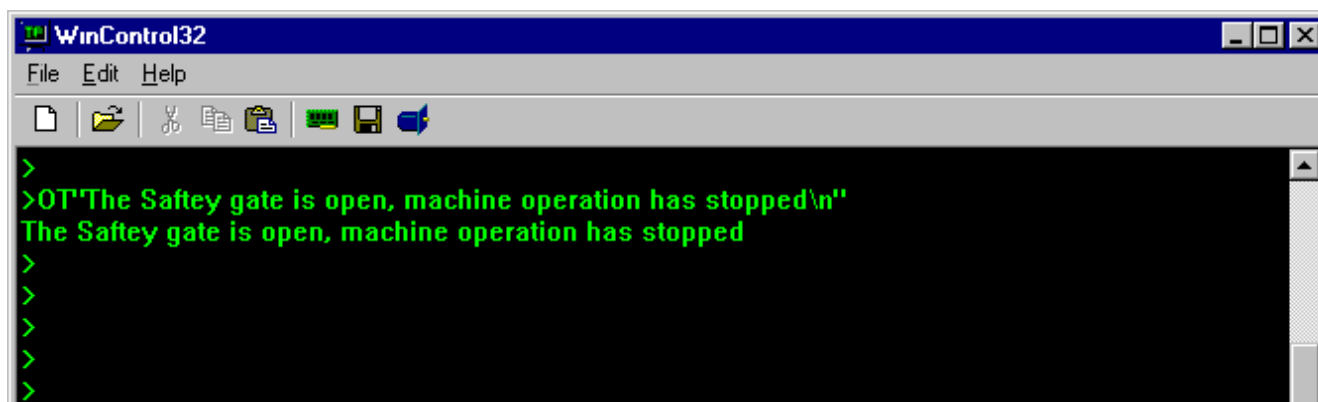 WinControl32
File Edit Help
>
>OT"The Saftey gate is open, machine operation has stopped\n"
The Saftey gate is open, machine operation has stopped
>
>
>
>
>